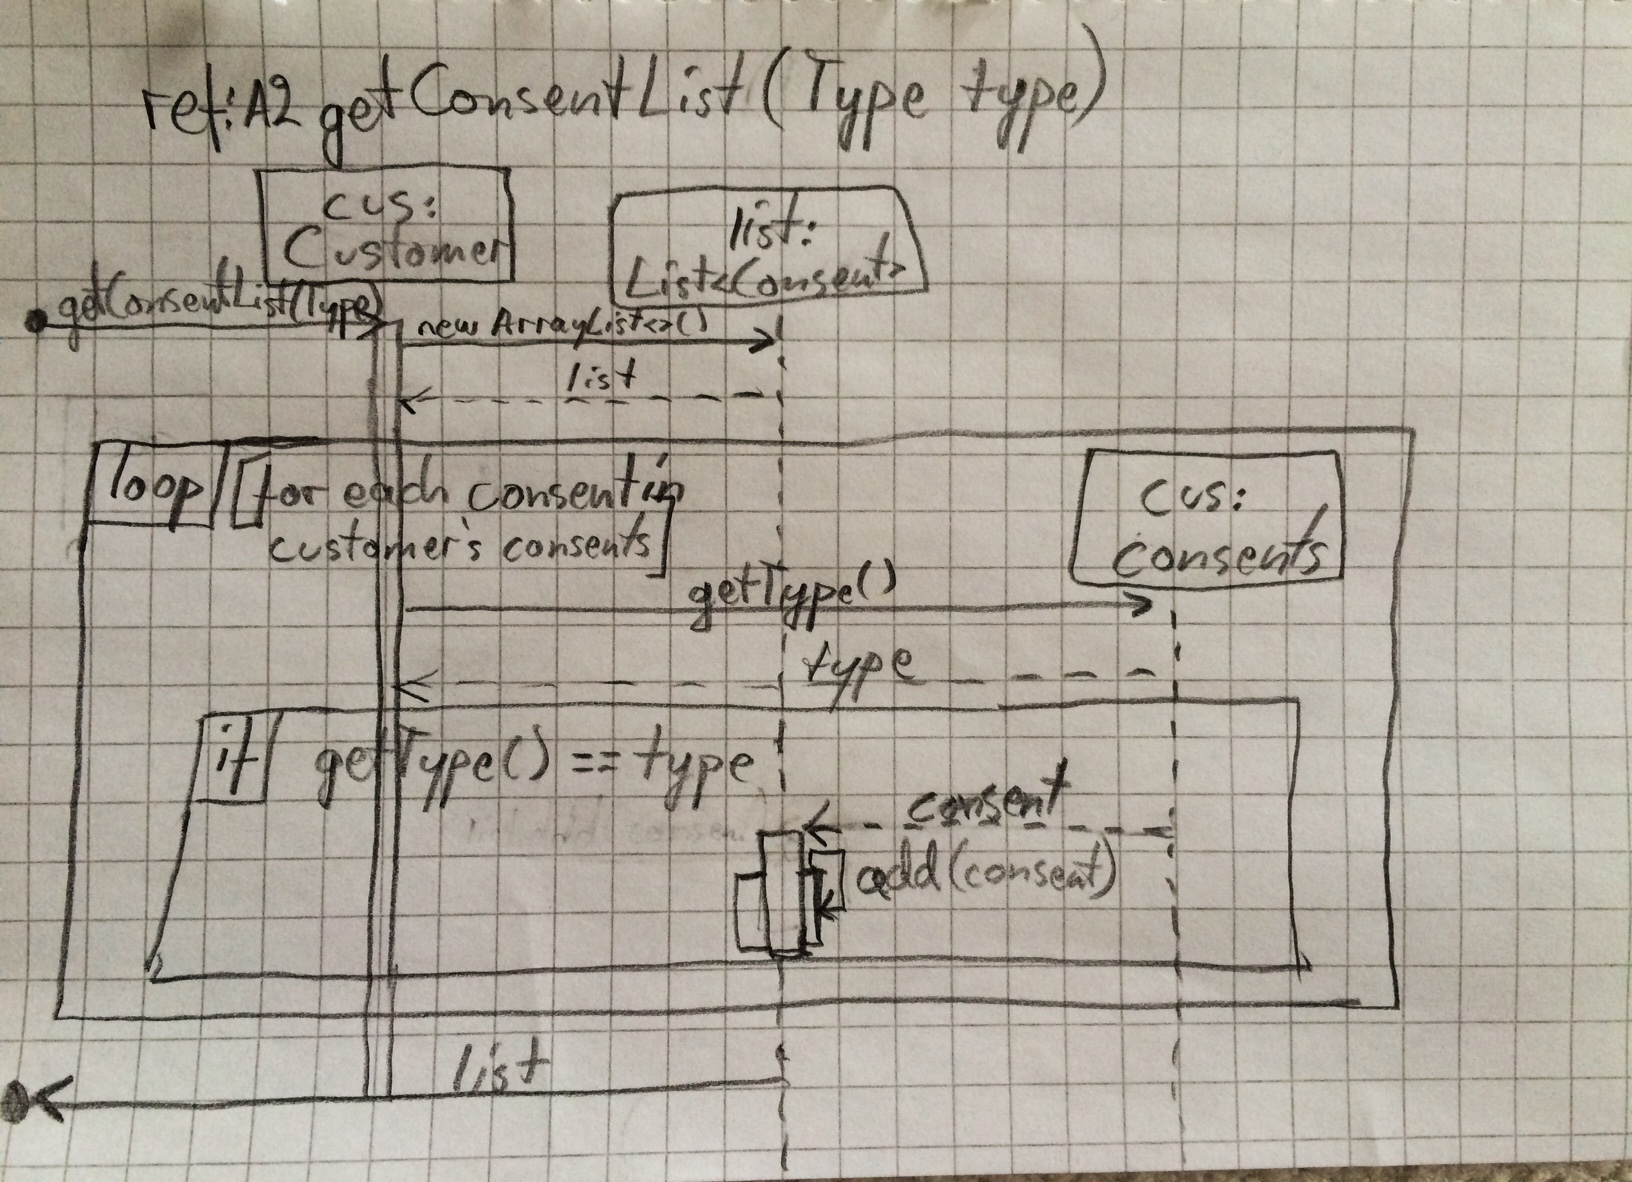 ref:A2 getConsentList(Type type)
cus:
Customer
list:
List<Consent>
getConsentList(Type)
new ArrayList<>()
list
loop
[for each consent in
customer's consents]
cus:
consents
getType()
type
if
getType() == type
consent
add(consent)
list